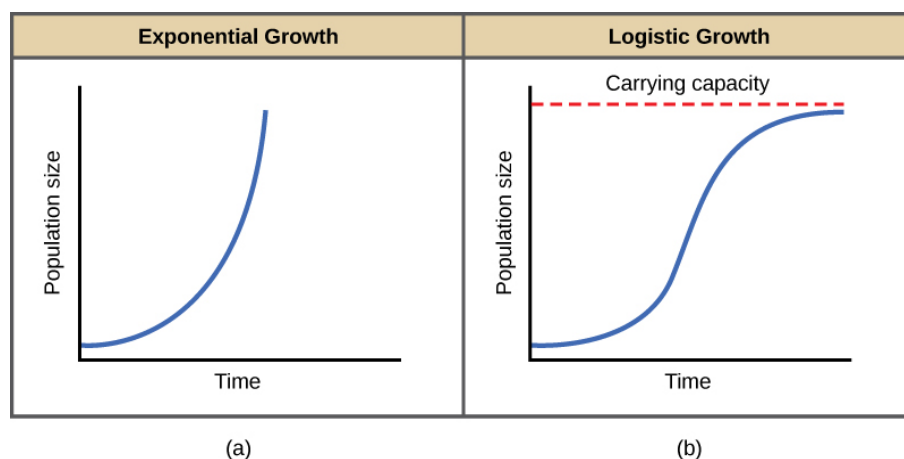 Exponential Growth
Logistic Growth
Population size
Time
Carrying capacity
Population size
Time
(a)
(b)